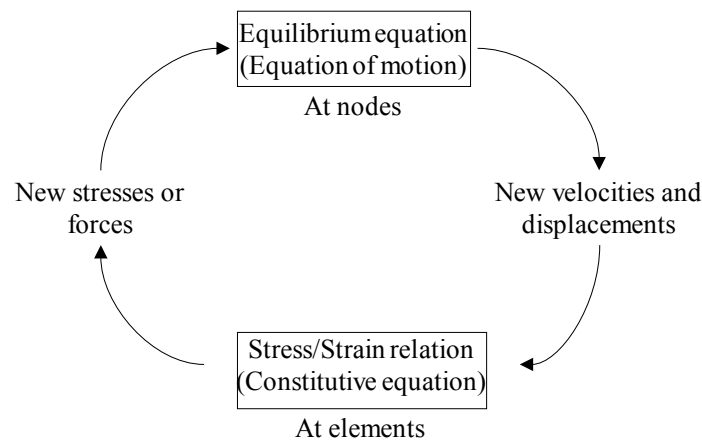 Equilibrium equation
(Equation of motion)
At nodes
New stresses or
forces
New velocities and
displacements
Stress/Strain relation
(Constitutive equation)
At elements